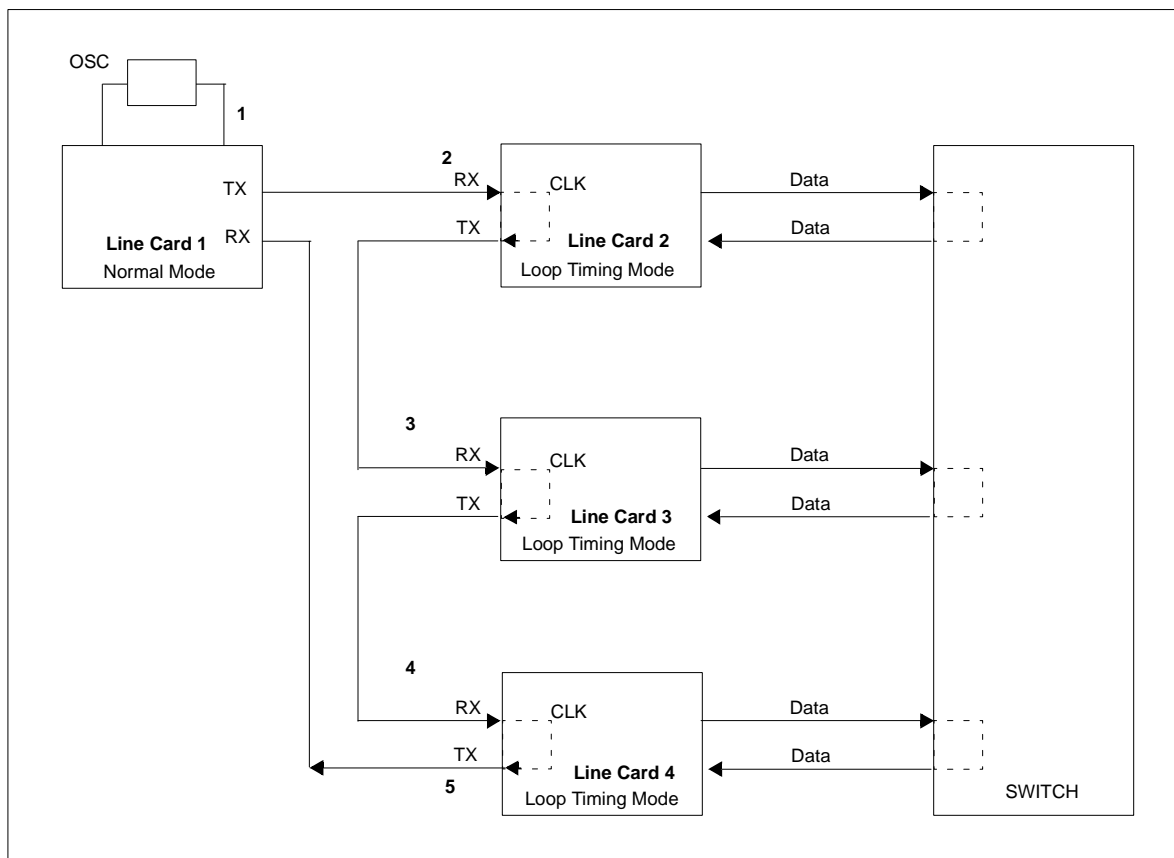 OSC
1
TX
RX
Line Card 1
Normal Mode
2
RX
CLK
TX
Line Card 2
Loop Timing Mode
Data
Data
3
RX
CLK
TX
Line Card 3
Loop Timing Mode
Data
Data
4
RX
CLK
TX
5
Line Card 4
Loop Timing Mode
Data
Data
SWITCH